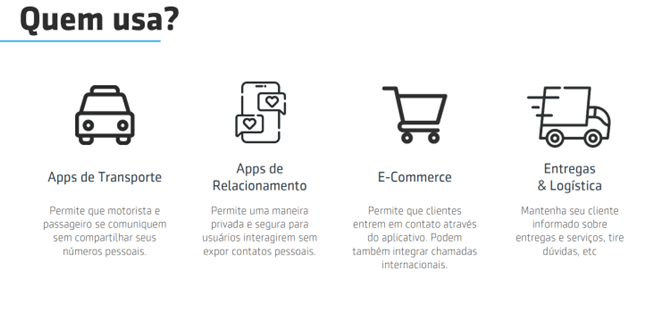 Quem usa?
Apps de Transporte
Permite que motorista e
passageiro se comuniquem
sem compartilhar seus
números pessoais.
Apps de
Relacionamento
Permite uma maneira
privada e segura para
usuários interagirem sem
expor contatos pessoais.
E-Commerce
Permite que clientes
entrem em contato através
do aplicativo. Podem
também integrar chamadas
internacionais.
Entregas
& Logística
Mantenha seu cliente
informado sobre
entregas e serviços, tire
dúvidas, etc